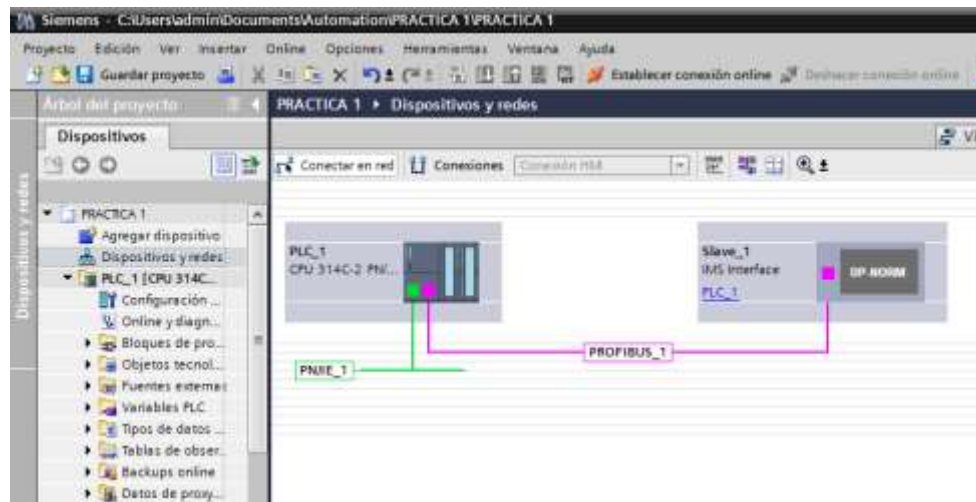 Siemens - C:\Users\admin\Documents\Automation\PRACTICA 1\PRACTICA 1
Proyecto Edición Ver Insertar Online Opciones Herramientas Ventana Ayuda
Guardar proyecto Establecer conexión online Deshacer conexión online
Árbol del proyecto
PRACTICA 1 ▸ Dispositivos y redes
Dispositivos
Conectar en red Conexiones Conexión HMI
Dispositivos y redes
PRACTICA 1
Agregar dispositivo
Dispositivos y redes
PLC_1 [CPU 314C...
Configuración ...
Online y diagn...
Bloques de pro...
Objetos tecnol...
Fuentes externas
Variables PLC
Tipos de datos ...
Tablas de obser...
Backups online
Datos de proxy...
PLC_1
CPU 314C-2 PN/...
Slave_1
IMS Interface
PLC_1
DP-NORM
PROFIBUS_1
PN/IE_1